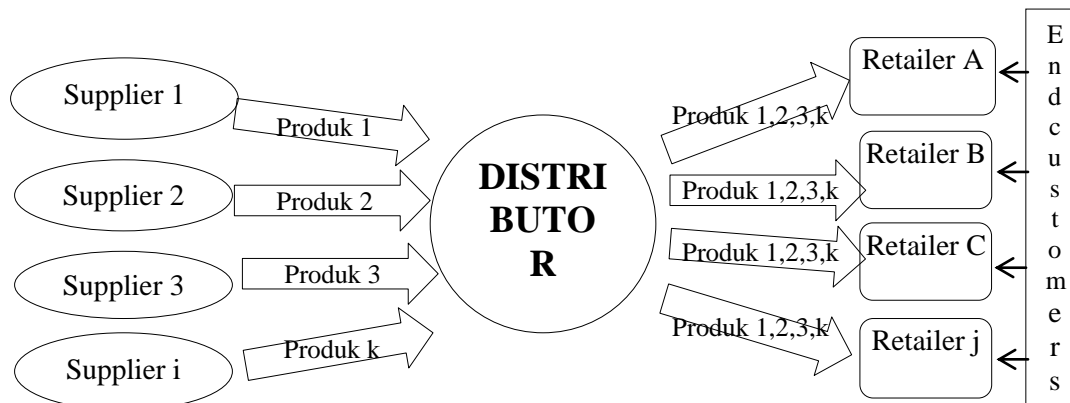 Supplier 1
Supplier 2
Supplier 3
Supplier i
Produk 1
Produk 2
Produk 3
Produk k
DISTRI
BUTO
R
Produk 1,2,3,k
Produk 1,2,3,k
Produk 1,2,3,k
Produk 1,2,3,k
Retailer A
Retailer B
Retailer C
Retailer j
E
n
d
c
u
s
t
o
m
e
r
s